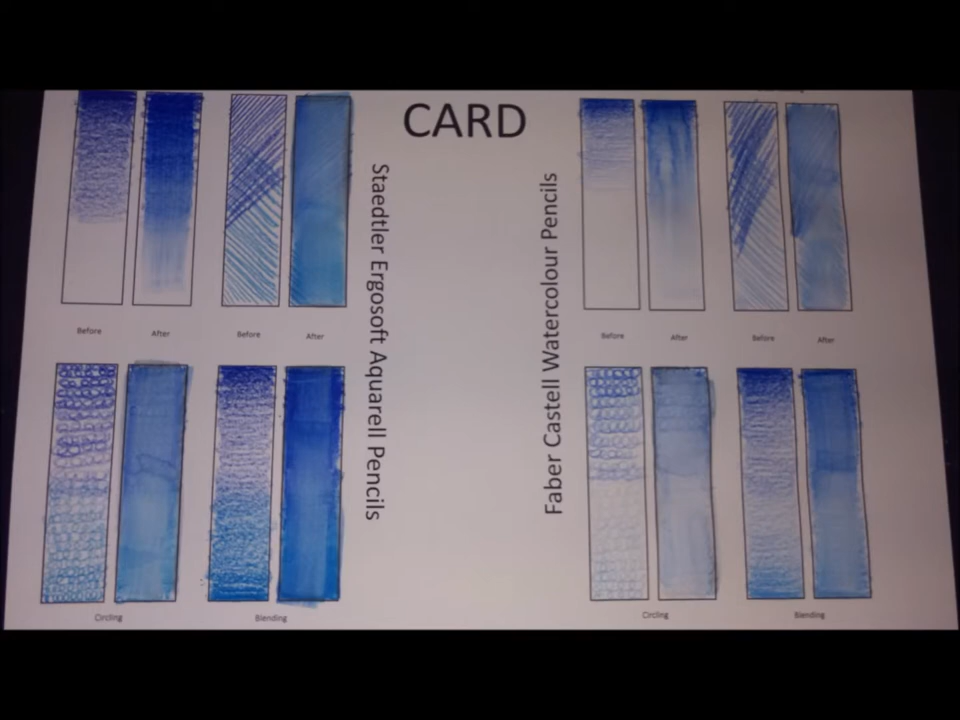 CARD
Staedtler Ergosoft Aquarell Pencils
Faber Castell Watercolour Pencils
Before
After
Before
After
Before
After
Before
After
Circling
Blending
Circling
Blending